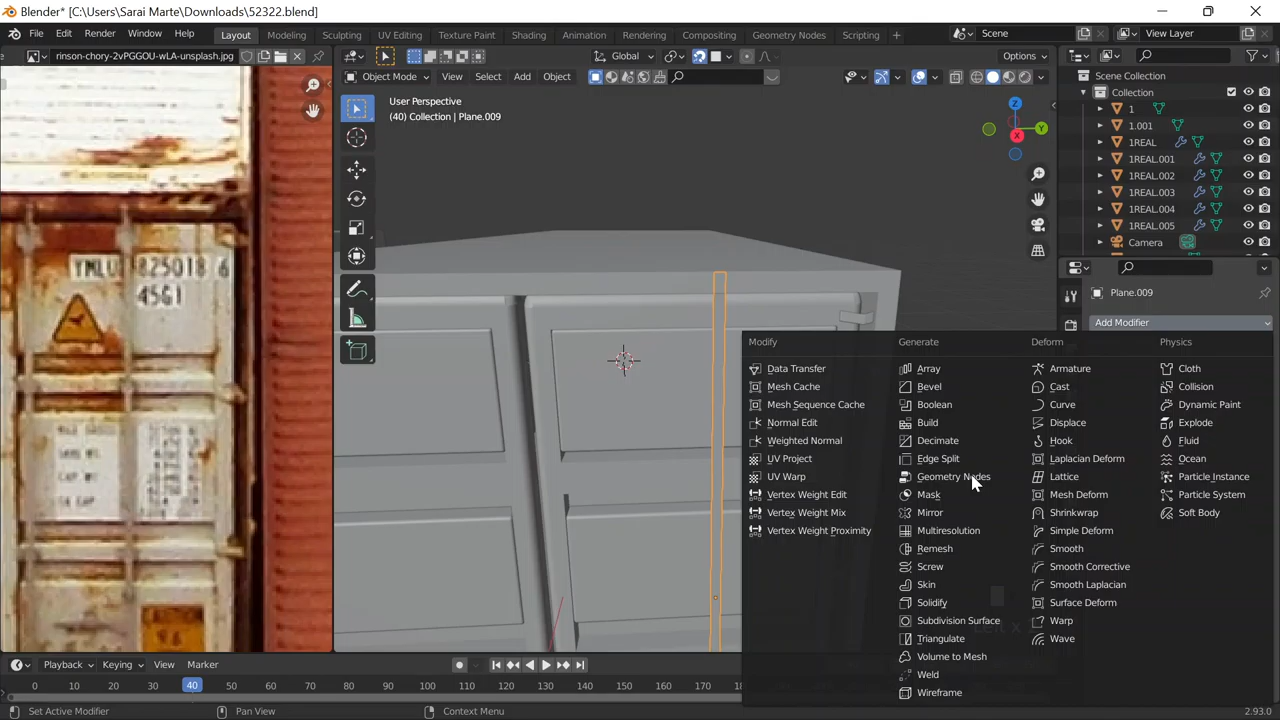 Blender* [C:\Users\Sarai Marte\Downloads\52322.blend]
File Edit Render Window Help Layout Modeling Sculpting UV Editing Texture Paint Shading Animation Rendering Compositing Geometry Nodes Scripting Scene View Layer
rinson-chory-2vPGGOU-wLA-unsplash.jpg Global Options
Object Mode View Select Add Object
User Perspective
(40) Collection | Plane.009
Z
Y
X
Scene Collection
Collection
1
1.001
1REAL
1REAL.001
1REAL.002
1REAL.003
1REAL.004
1REAL.005
Camera
Plane.009
Add Modifier
YMLU 825018 6
45G1
Modify Generate Deform Physics
Data Transfer Array Armature Cloth
Mesh Cache Bevel Cast Collision
Mesh Sequence Cache Boolean Curve Dynamic Paint
Normal Edit Build Displace Explode
Weighted Normal Decimate Hook Fluid
UV Project Edge Split Laplacian Deform Ocean
UV Warp Geometry Nodes Lattice Particle Instance
Vertex Weight Edit Mask Mesh Deform Particle System
Vertex Weight Mix Mirror Shrinkwrap Soft Body
Vertex Weight Proximity Multiresolution Simple Deform
Remesh Smooth
Screw Smooth Corrective
Skin Smooth Laplacian
Solidify Surface Deform
Subdivision Surface Warp
Triangulate Wave
Volume to Mesh
Weld
Wireframe
Playback Keying View Marker
0 10 20 30 40 50 60 70 80 90 100 110 120 130 140 150 160 170
Set Active Modifier Pan View Context Menu 2.93.0